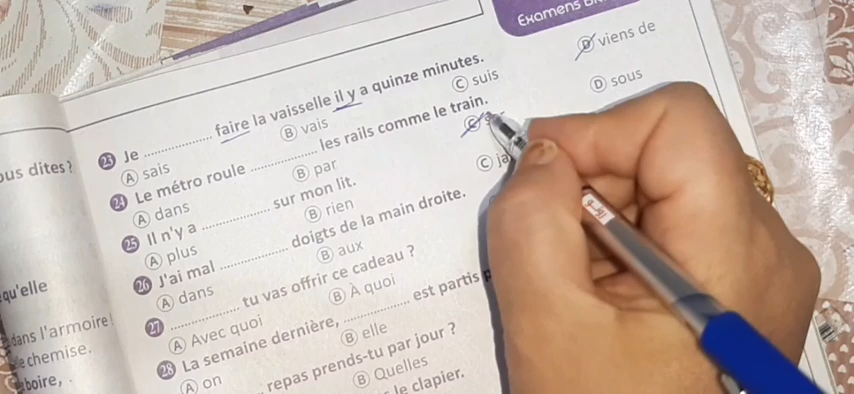 Examens
23 Je ............ faire la vaisselle il y a quinze minutes.
A sais B vais C suis D viens de
24 Le métro roule ............ les rails comme le train.
A dans B par C D sous
25 Il n'y a ............ sur mon lit.
A plus B rien C
26 J'ai mal ............ doigts de la main droite.
A dans B aux
27 ............ tu vas offrir ce cadeau ?
A Avec quoi B À quoi
28 La semaine dernière, ............ est partis
A on B elle
repas prends-tu par jour ?
B Quelles
le clapier.
dites ?
qu'elle
dans l'armoire!
chemise.
boire,